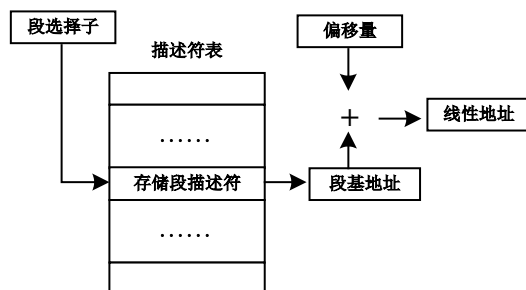 段选择子
偏移量
描述符表
+
线性地址
……
存储段描述符
段基地址
……